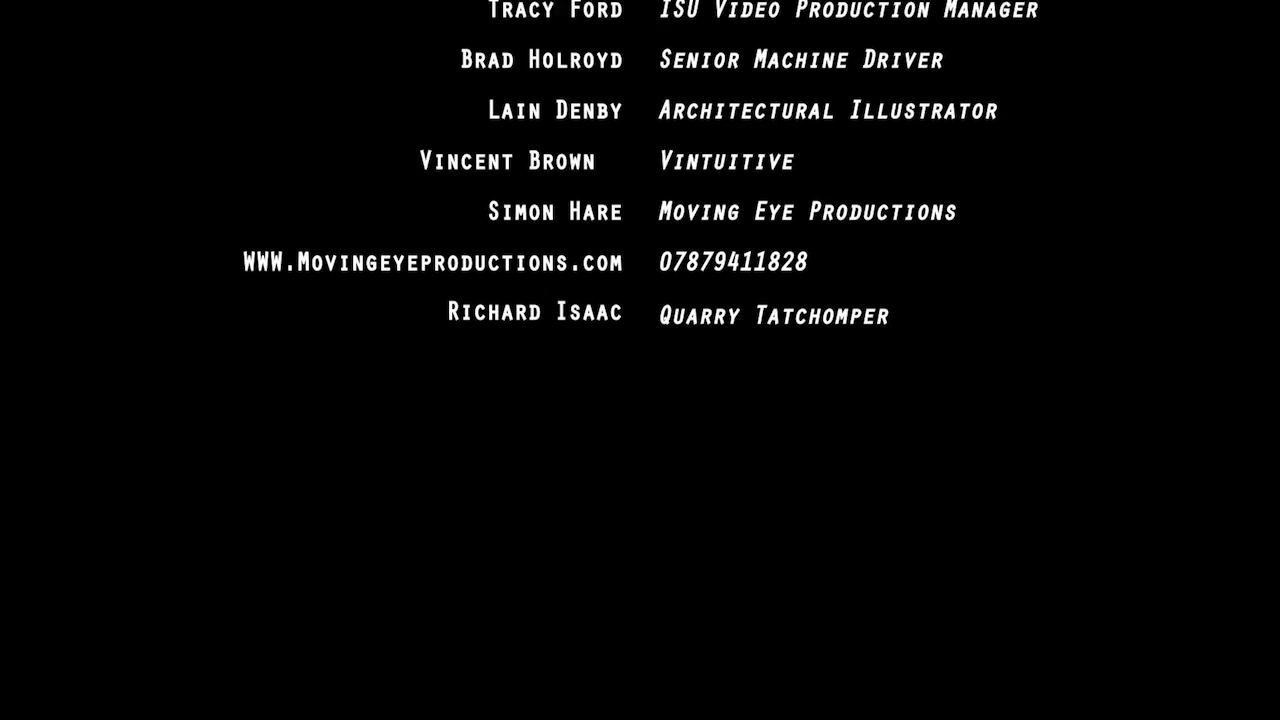 Tracy Ford ISU Video Production Manager
Brad Holroyd Senior Machine Driver
Lain Denby Architectural Illustrator
Vincent Brown Vintuitive
Simon Hare Moving Eye Productions
WWW.Movingeyeproductions.com 07879411828
Richard Isaac Quarry Tatchomper